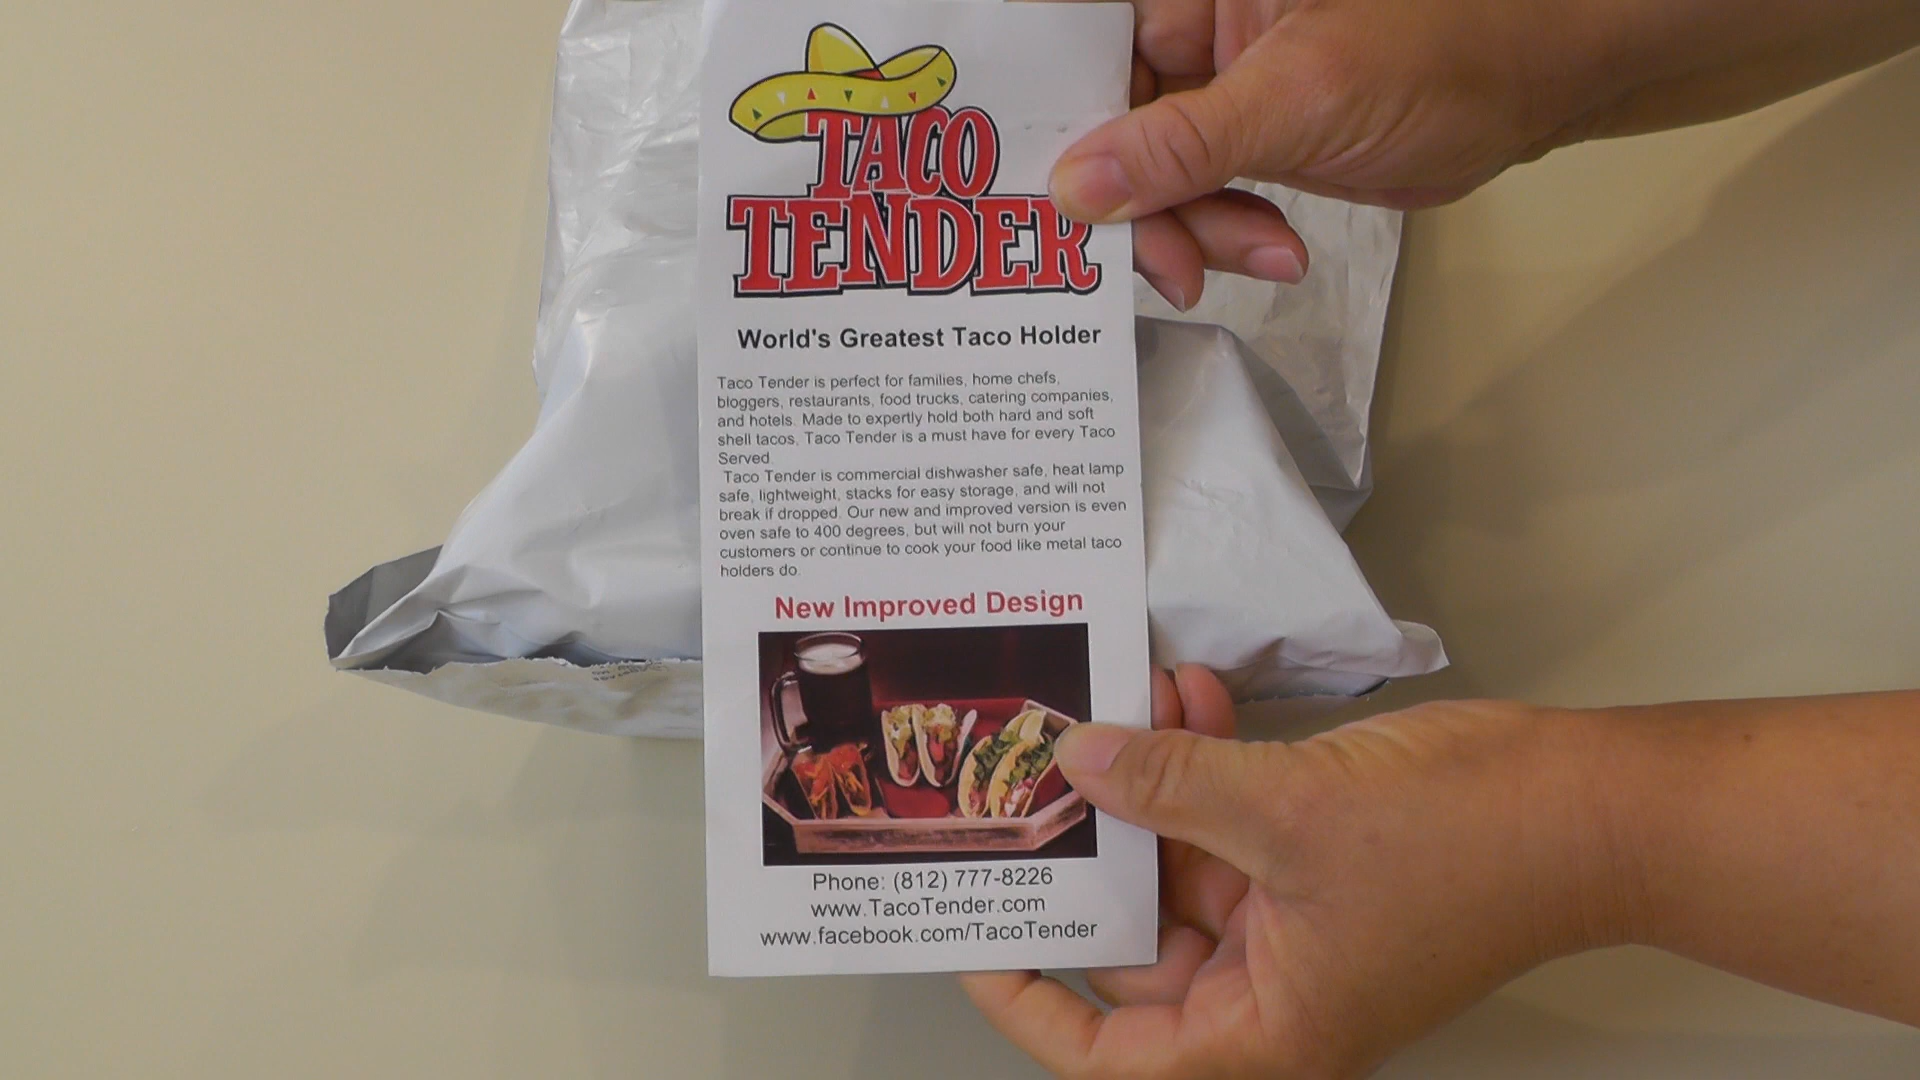 TACO
TENDER
World's Greatest Taco Holder
Taco Tender is perfect for families, home chefs,
bloggers, restaurants, food trucks, catering companies,
and hotels. Made to expertly hold both hard and soft
shell tacos, Taco Tender is a must have for every Taco
Served.
Taco Tender is commercial dishwasher safe, heat lamp
safe, lightweight, stacks for easy storage, and will not
break if dropped. Our new and improved version is even
oven safe to 400 degrees, but will not burn your
customers or continue to cook your food like metal taco
holders do.
New Improved Design
Phone: (812) 777-8226
www.TacoTender.com
www.facebook.com/TacoTender